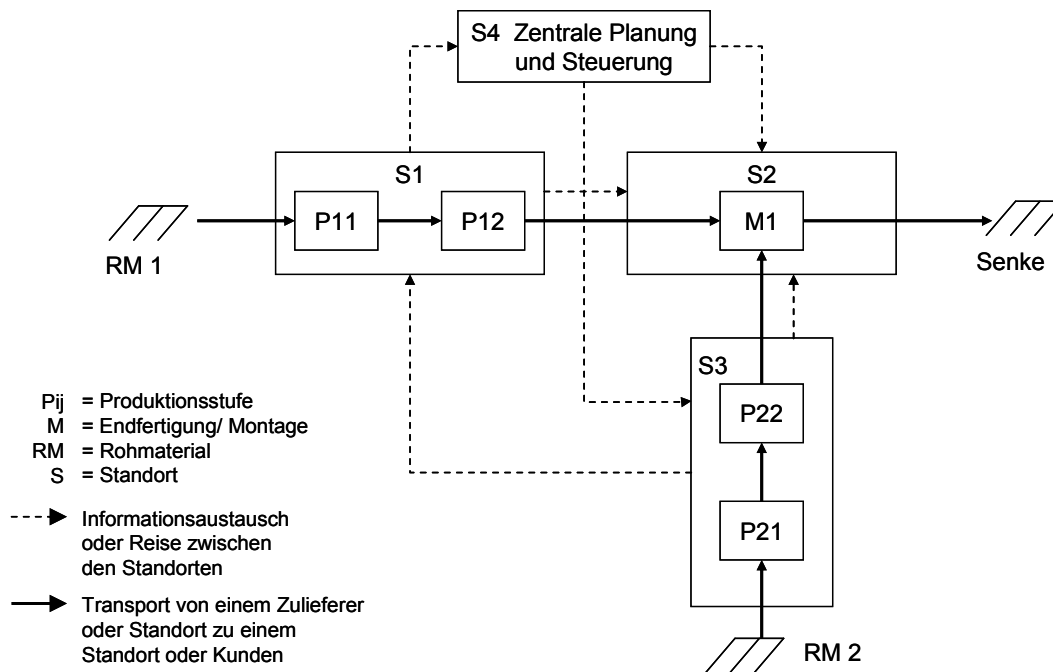 S4 Zentrale Planung
und Steuerung
S1
S2
P11
P12
M1
RM 1
Senke
S3
P22
P21
RM 2
Pij = Produktionsstufe
M = Endfertigung/ Montage
RM = Rohmaterial
S = Standort
Informationsaustausch
oder Reise zwischen
den Standorten
Transport von einem Zulieferer
oder Standort zu einem
Standort oder Kunden